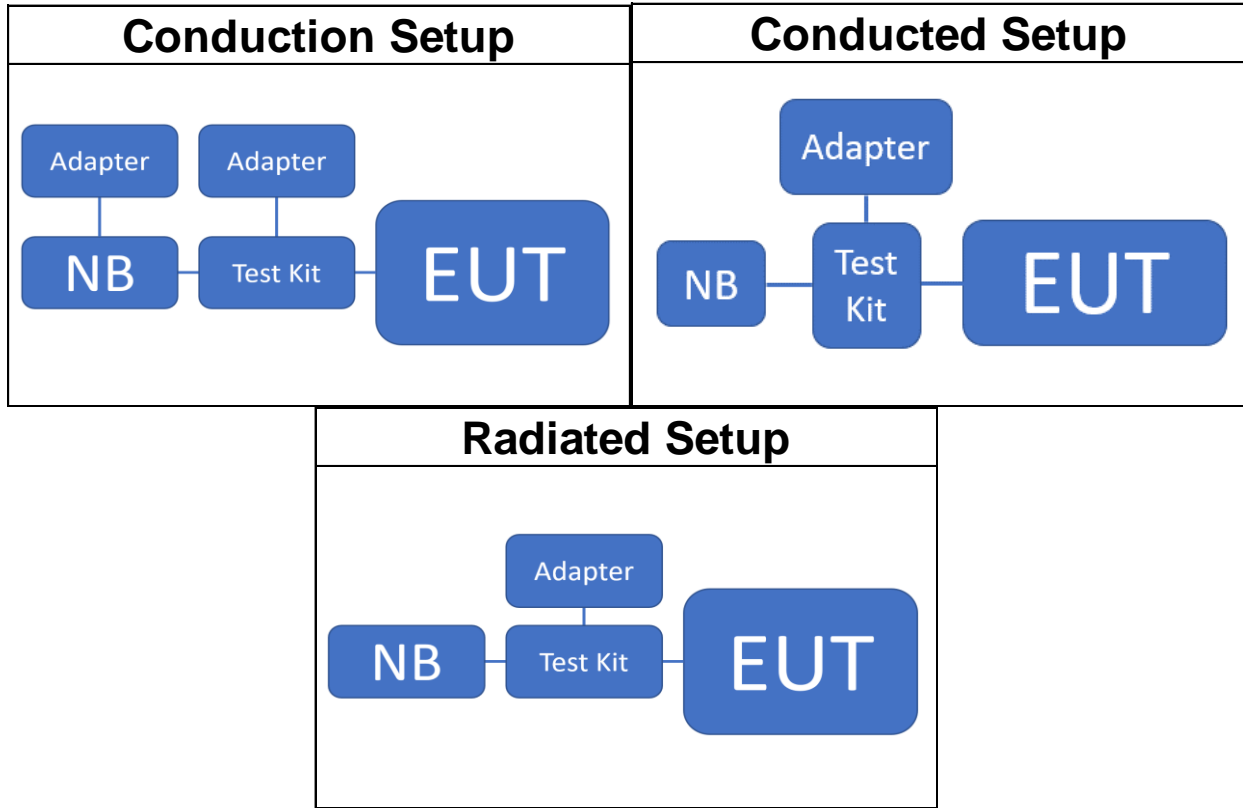 Conduction Setup
Adapter
Adapter
NB
Test Kit
EUT
Conducted Setup
Adapter
NB
Test
Kit
EUT
Radiated Setup
Adapter
NB
Test Kit
EUT